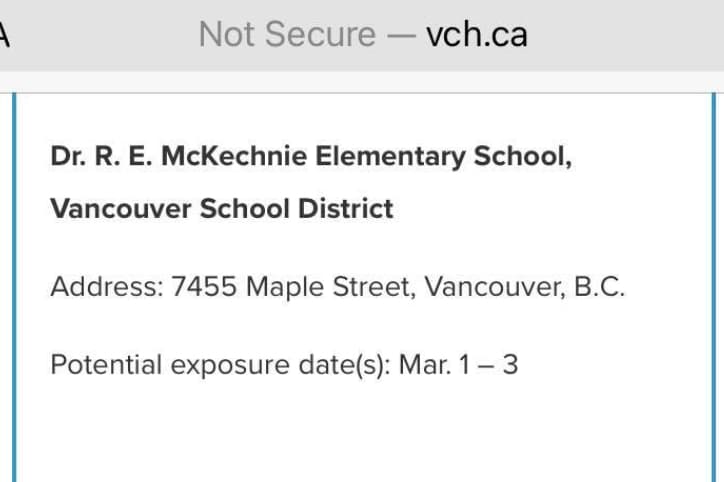 Not Secure — vch.ca
Dr. R. E. McKechnie Elementary School,
Vancouver School District
Address: 7455 Maple Street, Vancouver, B.C.
Potential exposure date(s): Mar. 1 – 3